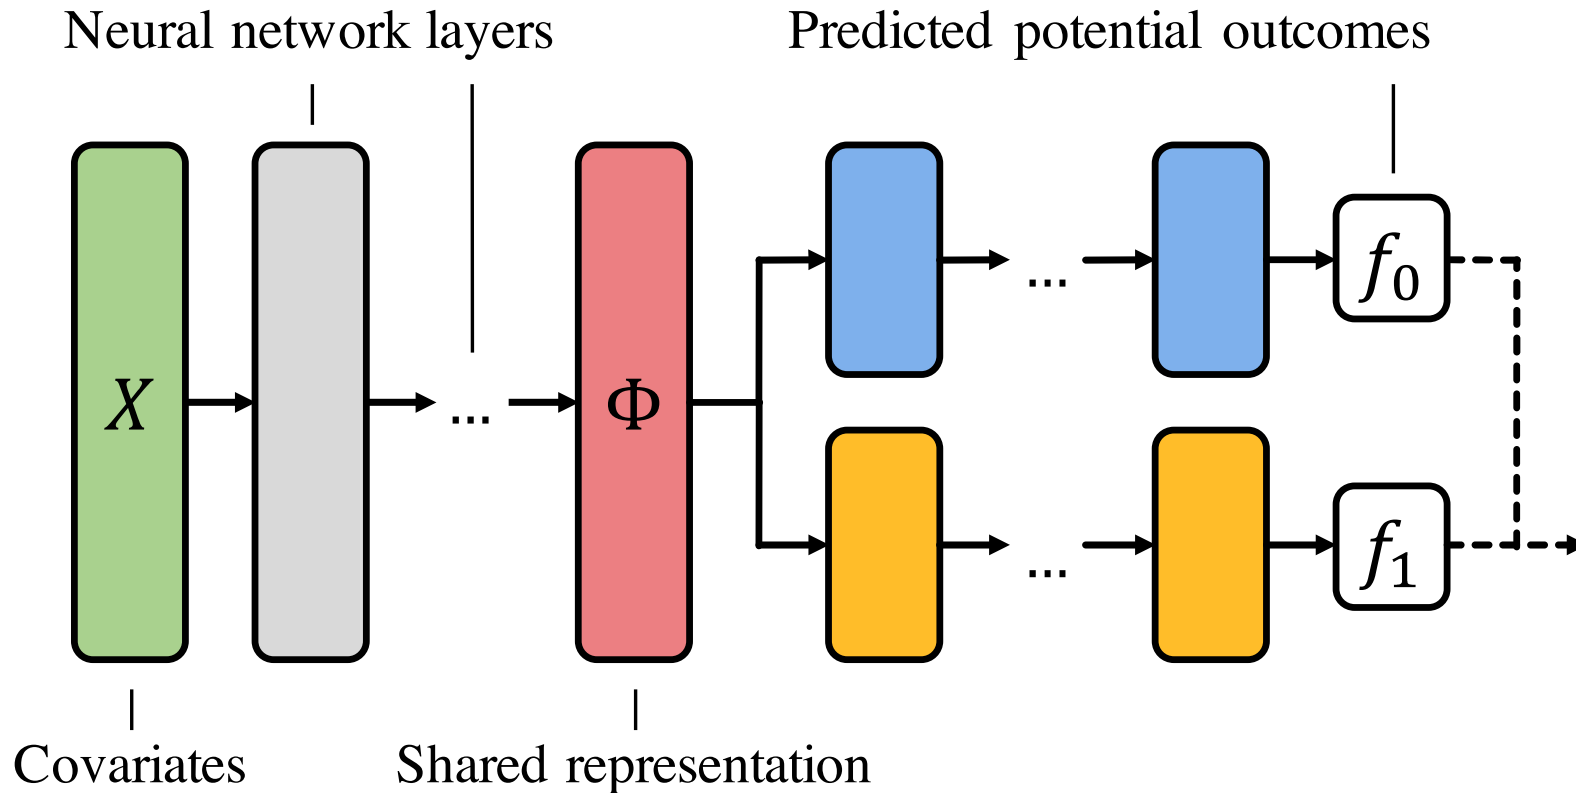 Neural network layers
Predicted potential outcomes
X
...
Φ
...
f₀
...
f₁
Covariates
Shared representation